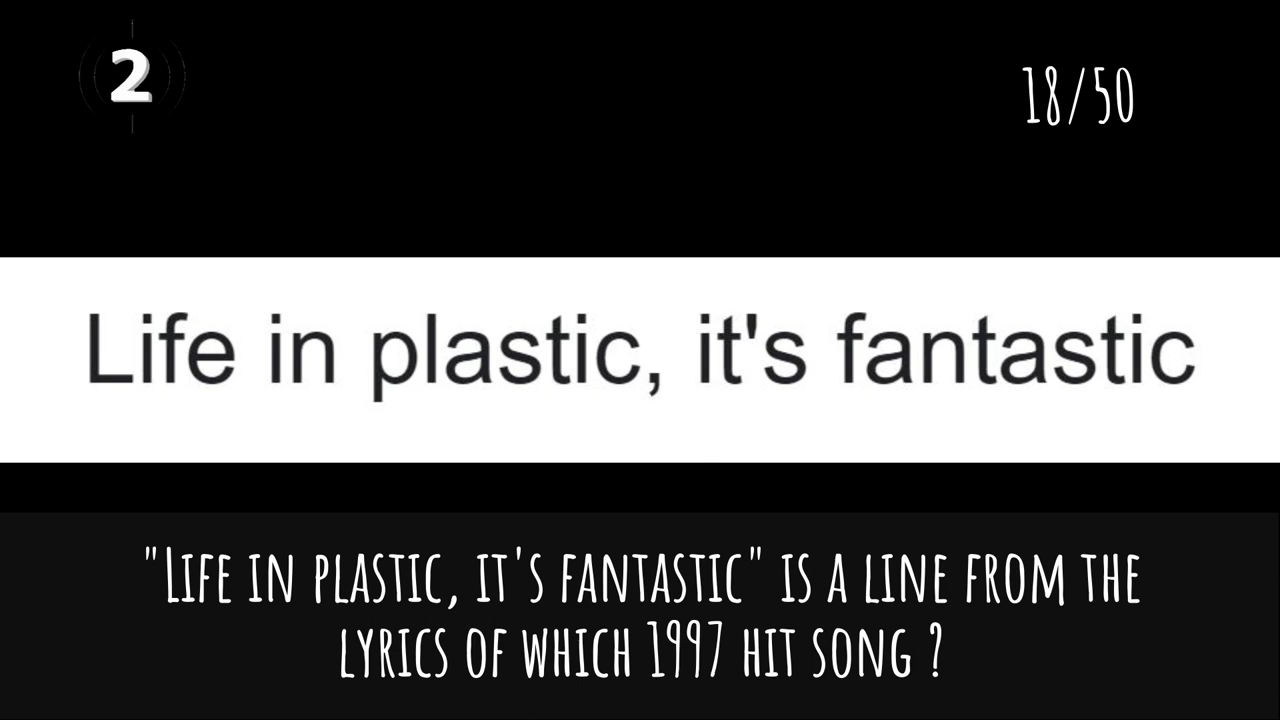 2
18/50
Life in plastic, it's fantastic
"Life in plastic, it's fantastic" is a line from the
lyrics of which 1997 hit song ?